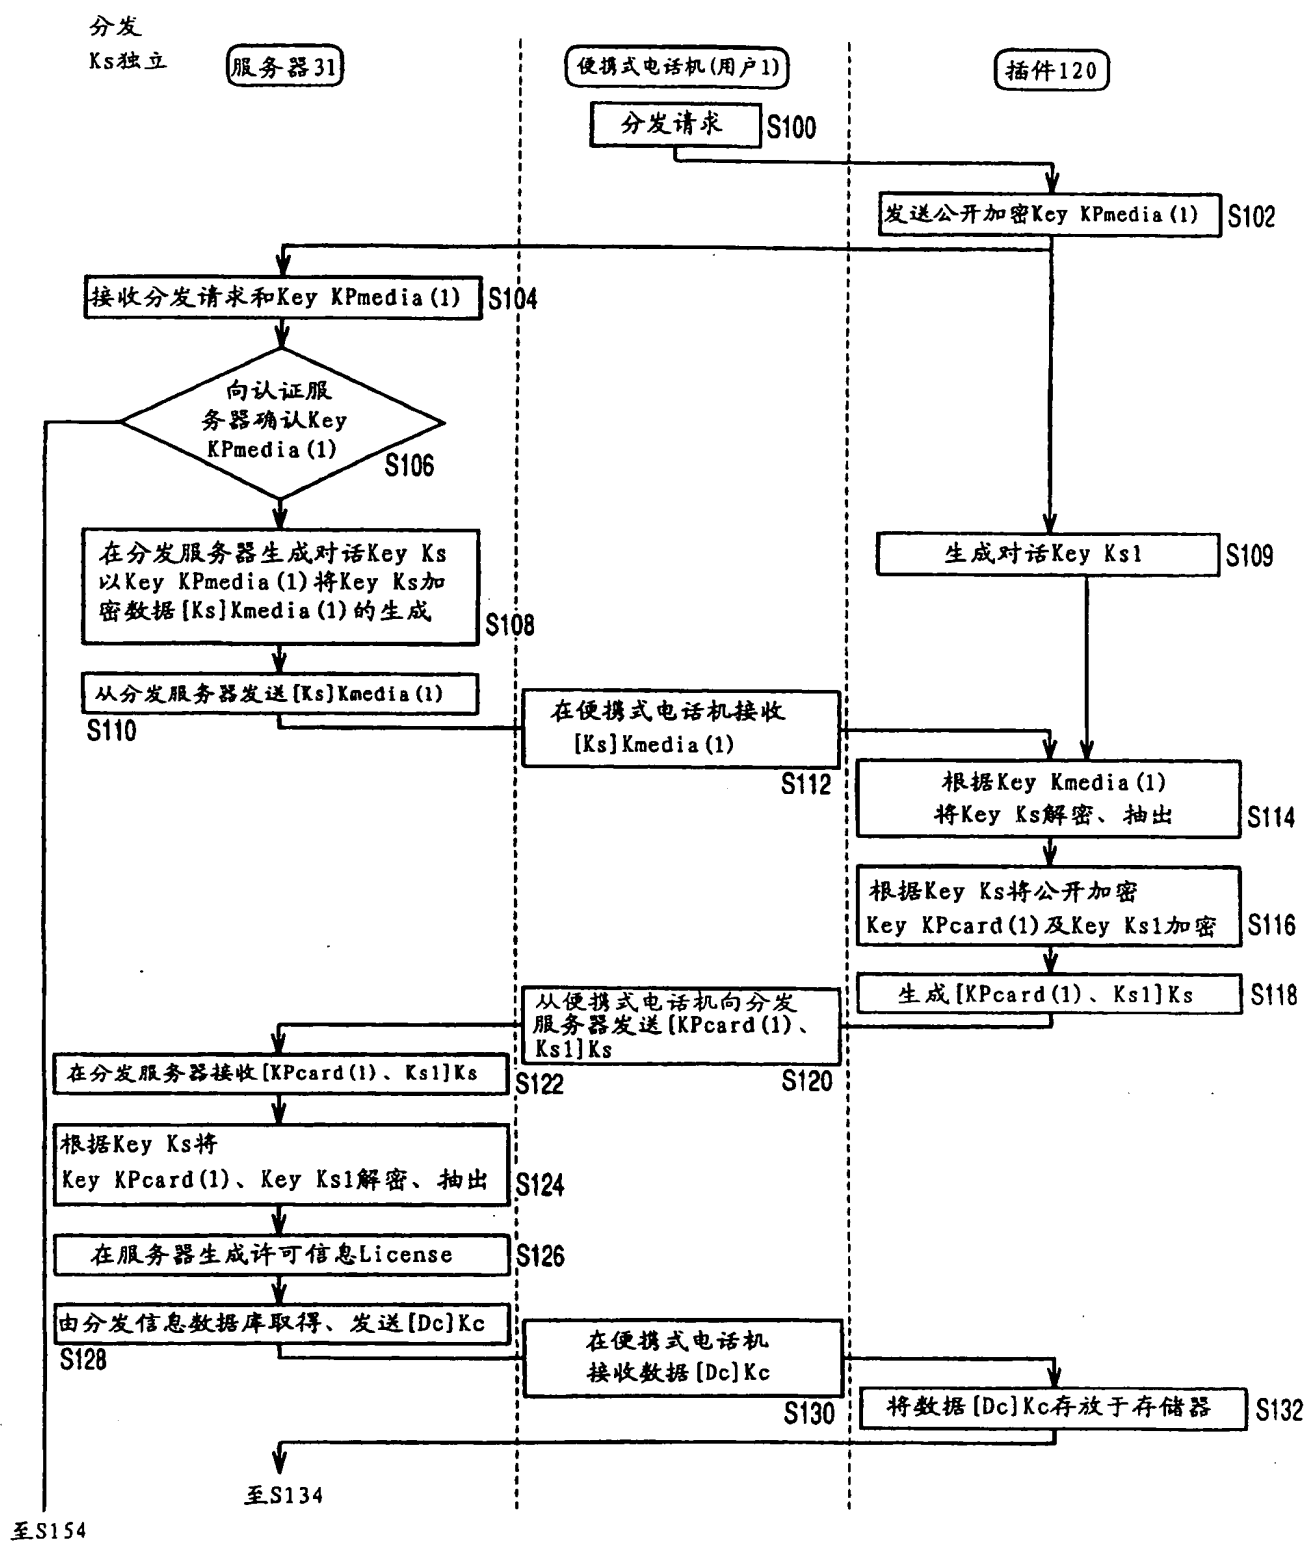 分发
Ks独立
服务器31
便携式电话机(用户1)
插件120
分发请求
S100
发送公开加密Key KPmedia(1)
S102
接收分发请求和Key KPmedia(1)
S104
向认证服
务器确认Key
KPmedia(1)
S106
在分发服务器生成对话Key Ks
以Key KPmedia(1)将Key Ks加
密数据[Ks]Kmedia(1)的生成
S108
生成对话Key Ks1
S109
从分发服务器发送[Ks]Kmedia(1)
S110
在便携式电话机接收
[Ks]Kmedia(1)
S112
根据Key Kmedia(1)
将Key Ks解密、抽出
S114
根据Key Ks将公开加密
Key KPcard(1)及Key Ks1加密
S116
生成[KPcard(1)、Ks1]Ks
S118
从便携式电话机向分发
服务器发送[KPcard(1)、
Ks1]Ks
S120
在分发服务器接收[KPcard(1)、Ks1]Ks
S122
根据Key Ks将
Key KPcard(1)、Key Ks1解密、抽出
S124
在服务器生成许可信息License
S126
由分发信息数据库取得、发送[Dc]Kc
S128
在便携式电话机
接收数据[Dc]Kc
S130
将数据[Dc]Kc存放于存储器
S132
至S134
至S154